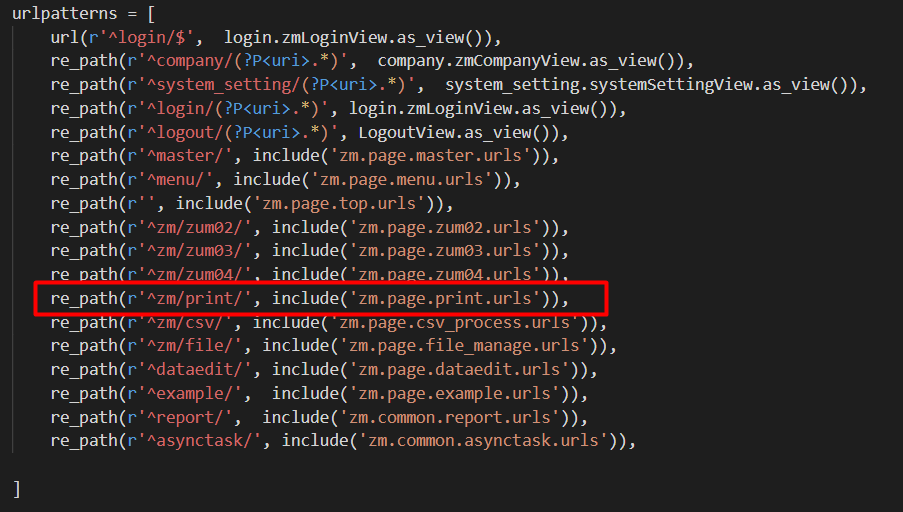 urlpatterns = [
url(r'^login/$',  login.zmLoginView.as_view()),
re_path(r'^company/(?P<uri>.*)',  company.zmCompanyView.as_view()),
re_path(r'^system_setting/(?P<uri>.*)',  system_setting.systemSettingView.as_view()),
re_path(r'^login/(?P<uri>.*)', login.zmLoginView.as_view()),
re_path(r'^logout/(?P<uri>.*)', LogoutView.as_view()),
re_path(r'^master/', include('zm.page.master.urls')),
re_path(r'^menu/', include('zm.page.menu.urls')),
re_path(r'', include('zm.page.top.urls')),
re_path(r'^zm/zum02/', include('zm.page.zum02.urls')),
re_path(r'^zm/zum03/', include('zm.page.zum03.urls')),
re_path(r'^zm/zum04/', include('zm.page.zum04.urls')),
re_path(r'^zm/print/', include('zm.page.print.urls')),
re_path(r'^zm/csv/', include('zm.page.csv_process.urls')),
re_path(r'^zm/file/', include('zm.page.file_manage.urls')),
re_path(r'^dataedit/', include('zm.page.dataedit.urls')),
re_path(r'^example/',  include('zm.page.example.urls')),
re_path(r'^report/',  include('zm.common.report.urls')),
re_path(r'^asynctask/', include('zm.common.asynctask.urls')),
]